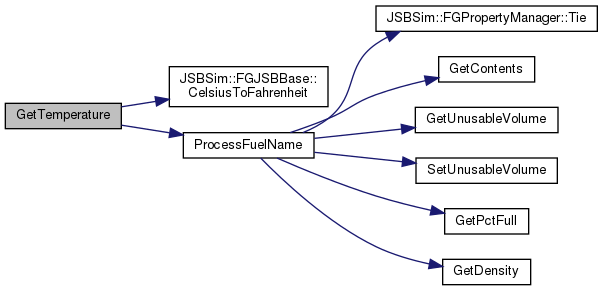 JSBSim::FGPropertyManager::Tie
GetContents
JSBSim::FGJSBBase::
CelsiusToFahrenheit
GetTemperature
GetUnusableVolume
ProcessFuelName
SetUnusableVolume
GetPctFull
GetDensity